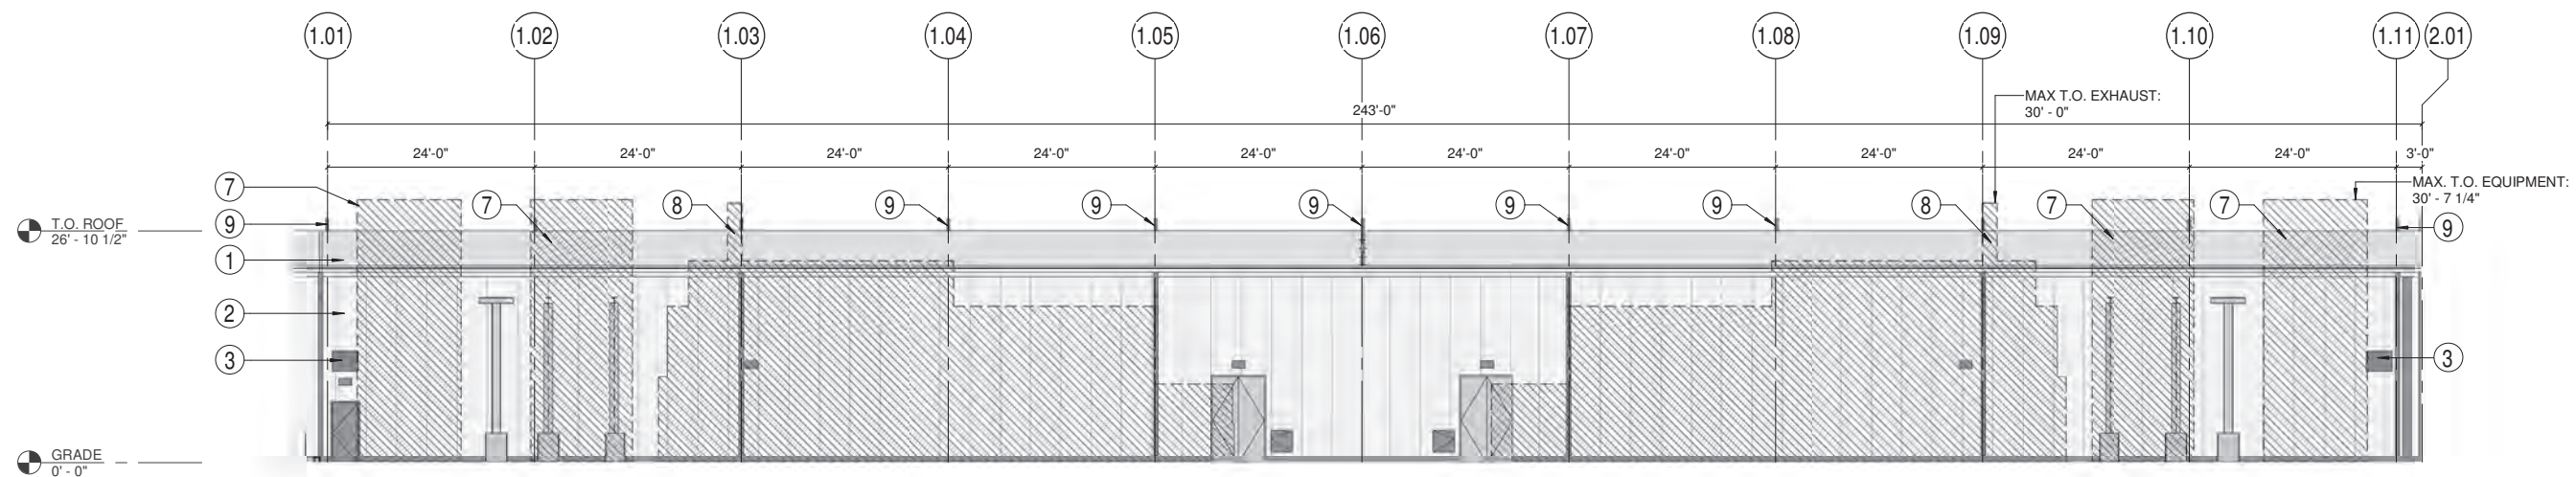 1.01 1.02 1.03 1.04 1.05 1.06 1.07 1.08 1.09 1.10 1.11 2.01
MAX T.O. EXHAUST:
30' - 0"
243'-0"
24'-0" 24'-0" 24'-0" 24'-0" 24'-0" 24'-0" 24'-0" 24'-0" 24'-0" 24'-0" 3'-0"
MAX. T.O. EQUIPMENT:
30' - 7 1/4"
7
7 8 9 9 9 9 9 8 7 7
T.O. ROOF
26' - 10 1/2"
9 9
1
2
3 3
GRADE
0' - 0"